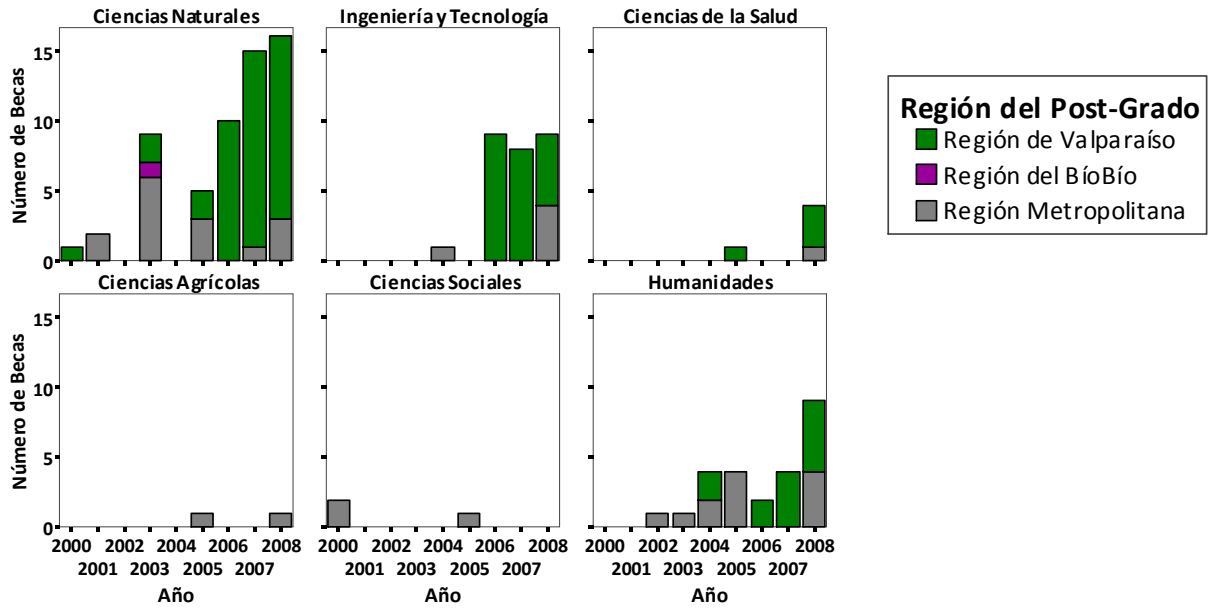 Ciencias Naturales
Ingeniería y Tecnología
Ciencias de la Salud
Número de Becas
15
10
5
0
Región del Post-Grado
Región de Valparaíso
Región del BíoBío
Región Metropolitana
Ciencias Agrícolas
Ciencias Sociales
Humanidades
Número de Becas
15
10
5
0
2000 2002 2004 2006 2008
2001 2003 2005 2007
Año
2000 2002 2004 2006 2008
2001 2003 2005 2007
Año
2000 2002 2004 2006 2008
2001 2003 2005 2007
Año